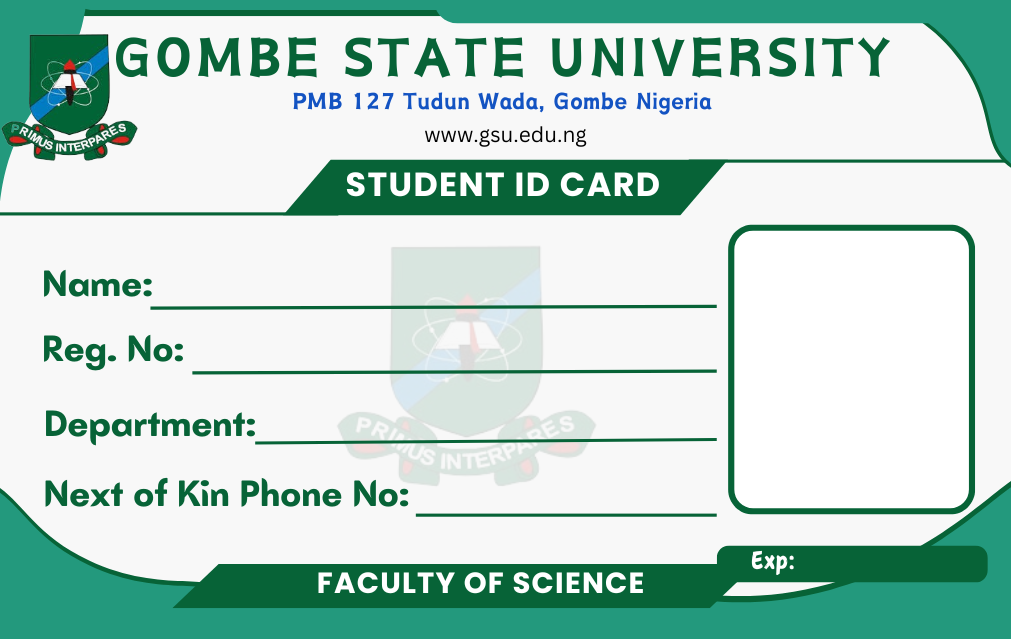 GOMBE STATE UNIVERSITY
PMB 127 Tudun Wada, Gombe Nigeria
www.gsu.edu.ng
PRIMUS INTERPARES
STUDENT ID CARD
Name:
Reg. No:
Department:
PRIMUS INTERPARES
Next of Kin Phone No:
Exp:
FACULTY OF SCIENCE